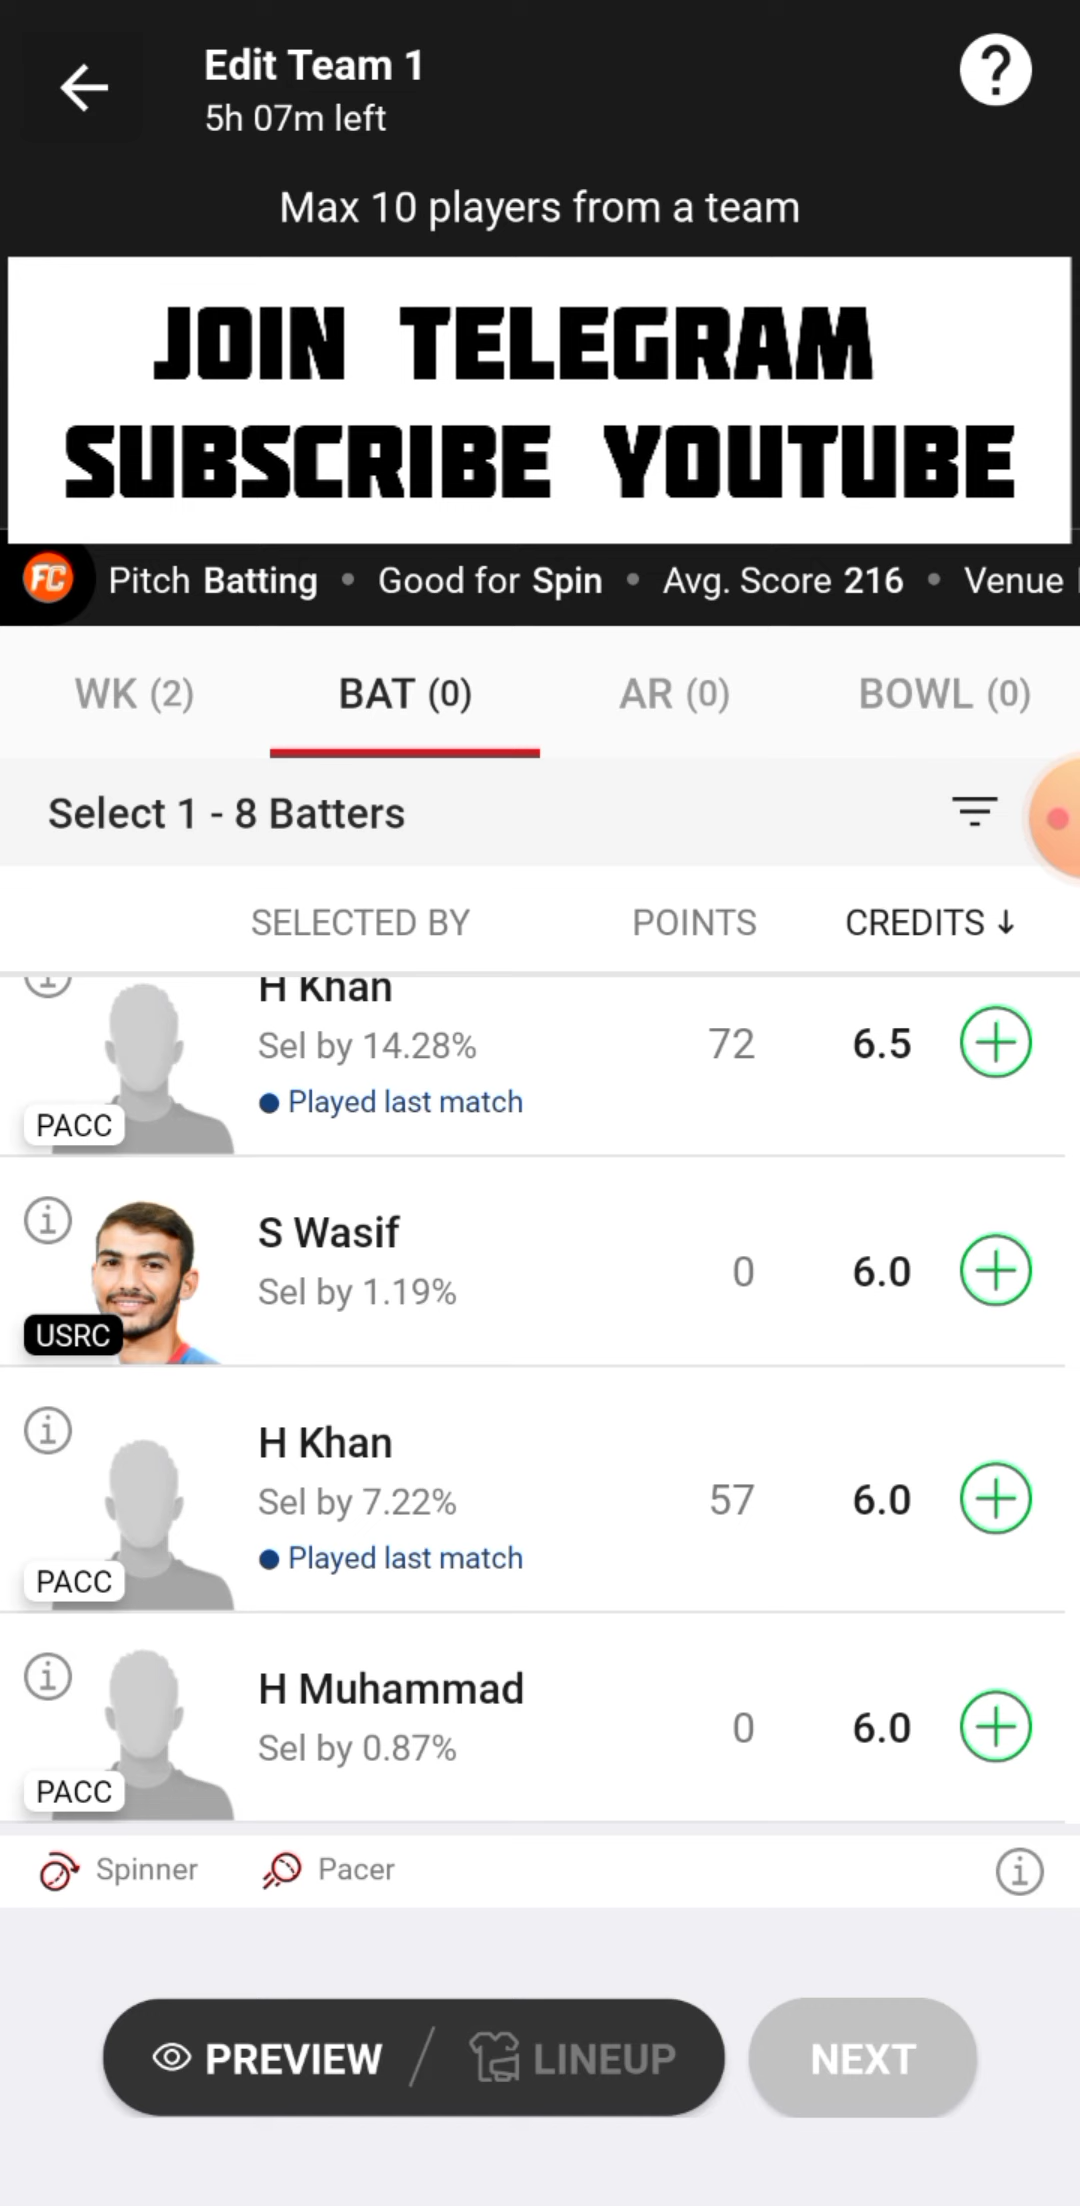 Edit Team 1
5h 07m left
Max 10 players from a team
JOIN TELEGRAM
SUBSCRIBE YOUTUBE
FC Pitch Batting • Good for Spin • Avg. Score 216 • Venue
WK (2) BAT (0) AR (0) BOWL (0)
Select 1 - 8 Batters
SELECTED BY POINTS CREDITS ↓
H Khan
Sel by 14.28% 72 6.5
Played last match
PACC
S Wasif
Sel by 1.19% 0 6.0
USRC
H Khan
Sel by 7.22% 57 6.0
Played last match
PACC
H Muhammad
Sel by 0.87% 0 6.0
PACC
Spinner Pacer
PREVIEW / LINEUP NEXT